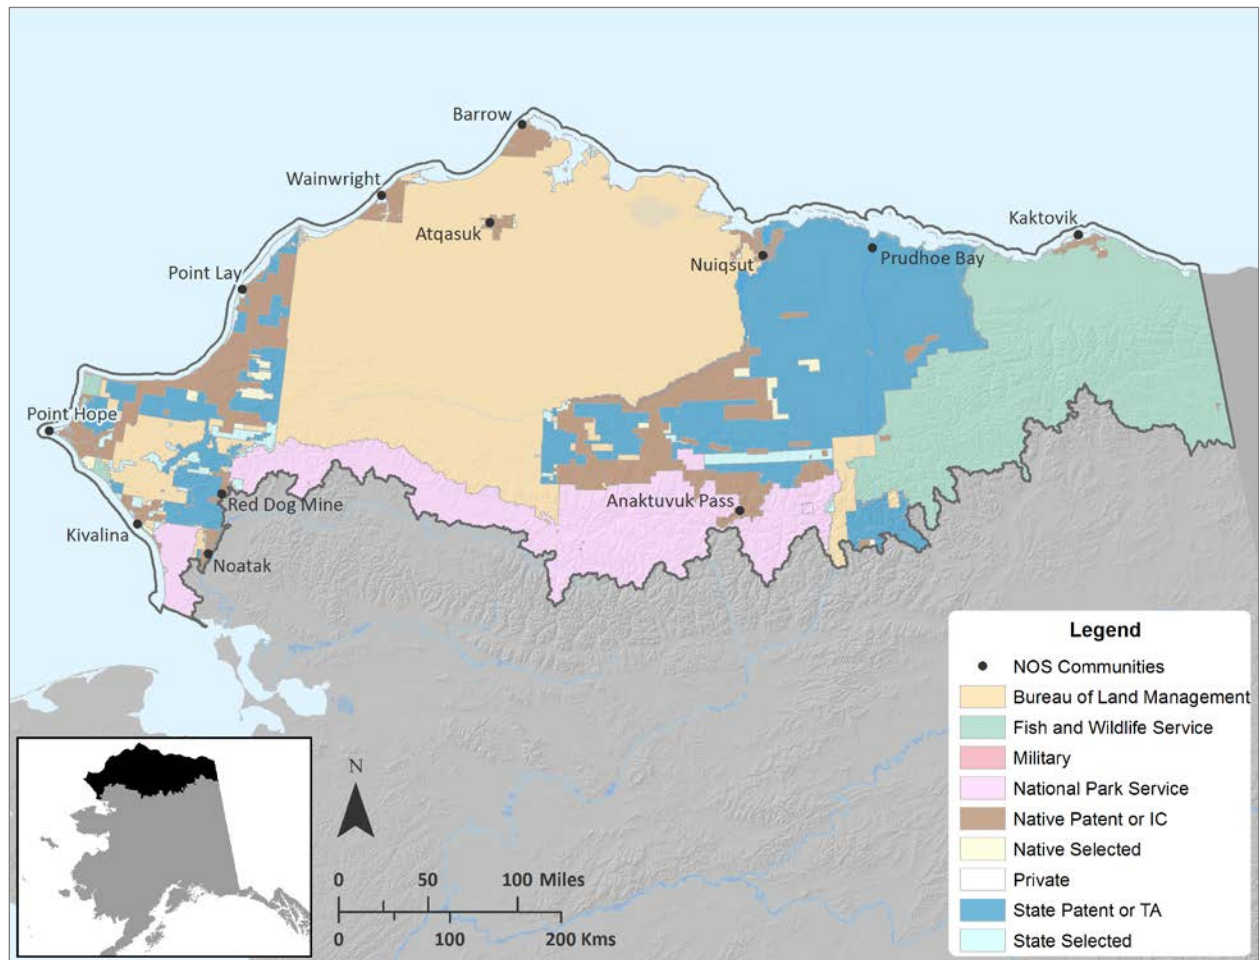 Barrow
Wainwright
Atqasuk
Kaktovik
Nuiqsut
Prudhoe Bay
Point Lay
Point Hope
Red Dog Mine
Anaktuvuk Pass
Kivalina
Noatak
Legend
NOS Communities
Bureau of Land Management
Fish and Wildlife Service
Military
National Park Service
Native Patent or IC
Native Selected
Private
State Patent or TA
State Selected
N
0 50 100 Miles
0 100 200 Kms